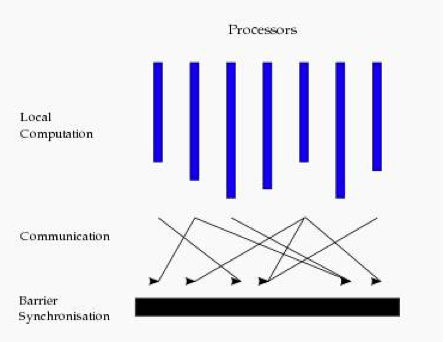 Processors
Local
Computation
Communication
Barrier
Synchronisation